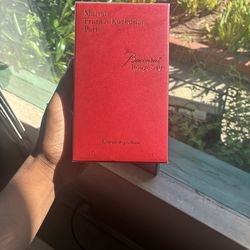 Maison
Francis Kurkdjian
Paris
Baccarat
Rouge 540
Extrait de parfum